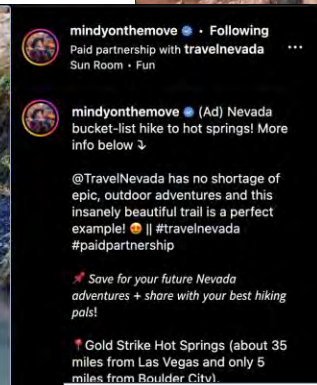 mindyonthemove • Following
Paid partnership with travelnevada
Sun Room • Fun
mindyonthemove (Ad) Nevada
bucket-list hike to hot springs! More
info below ⤵
@TravelNevada has no shortage of
epic, outdoor adventures and this
insanely beautiful trail is a perfect
example! 🤩 || #travelnevada
#paidpartnership
📌 Save for your future Nevada
adventures + share with your best hiking
pals!
📍Gold Strike Hot Springs (about 35
miles from Las Vegas and only 5
miles from Boulder City).